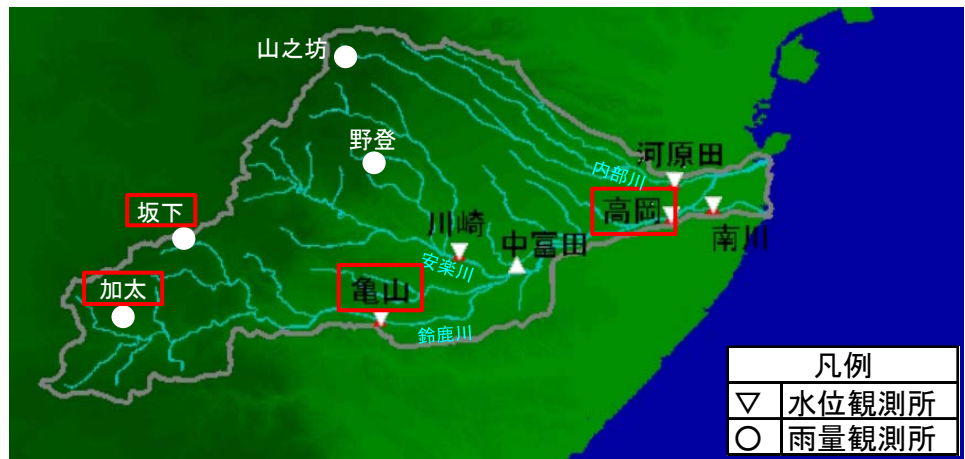 山之坊
野登
河原田
内部川
坂下
高岡
川崎
中富田
南川
安楽川
加太
亀山
鈴鹿川
凡例
▽ 水位観測所
○ 雨量観測所